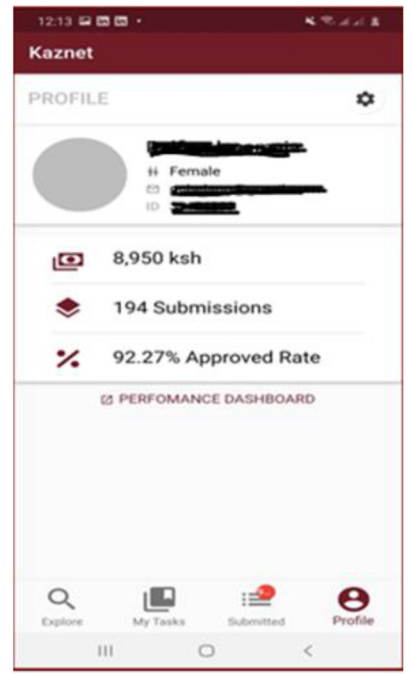 12:13
Kaznet
PROFILE
Female
ID
8,950 ksh
194 Submissions
92.27% Approved Rate
PERFOMANCE DASHBOARD
Explore
My Tasks
Submitted
Profile